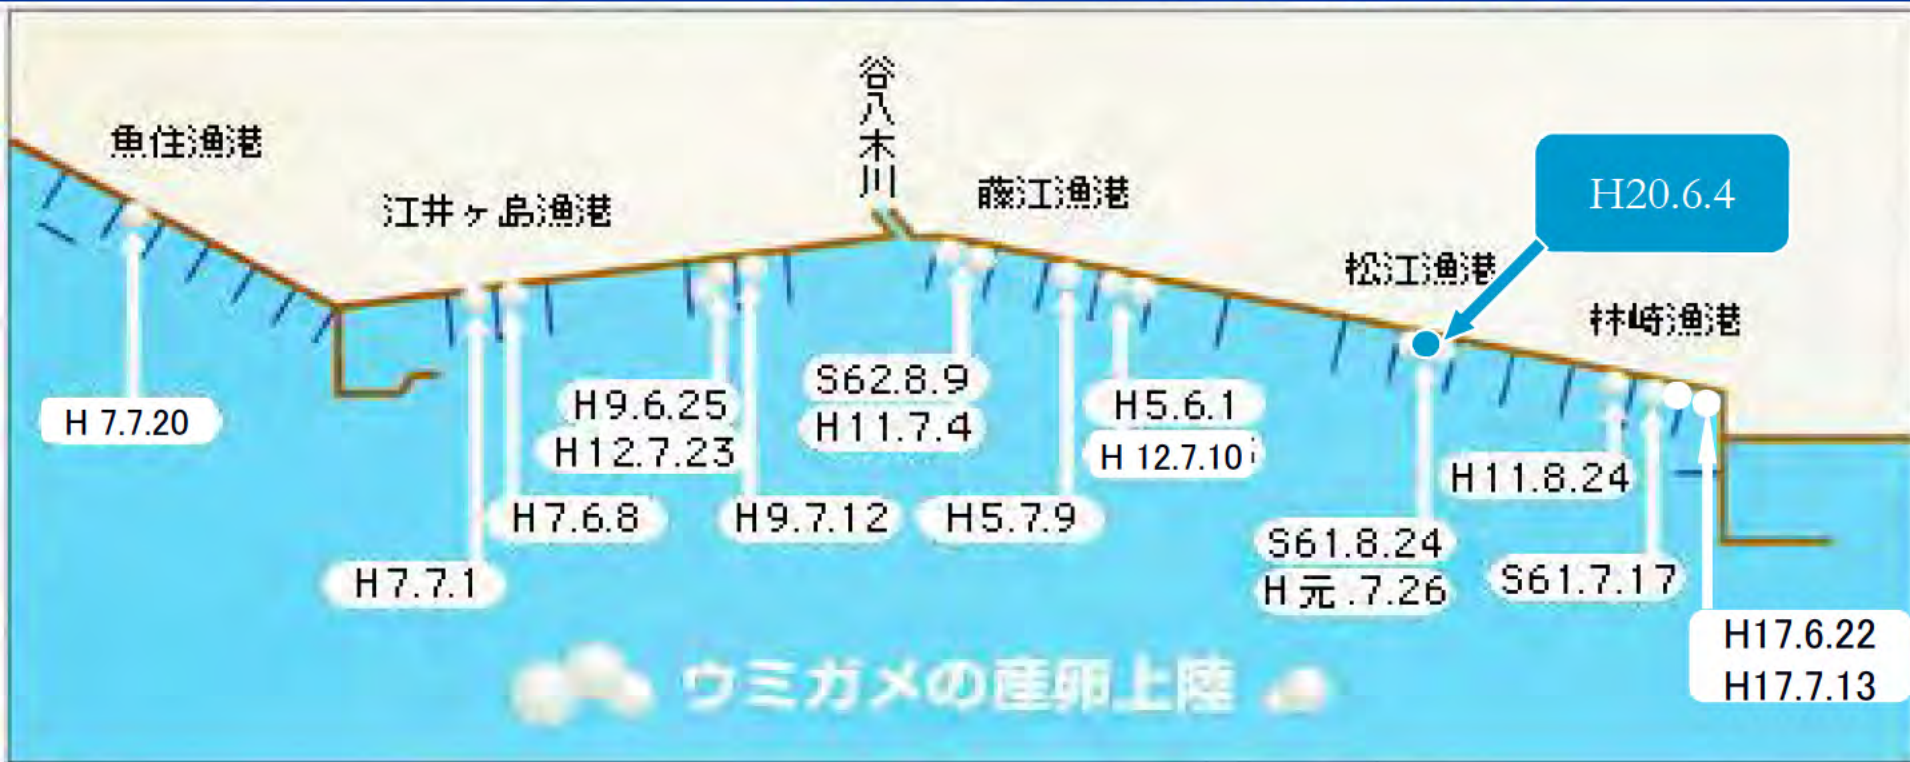 谷八木川
魚住漁港
江井ヶ島漁港
藤江漁港
H20.6.4
松江漁港
林崎漁港
H 7.7.20
H9.6.25
H12.7.23
S62.8.9
H11.7.4
H5.6.1
H 12.7.10
H11.8.24
H7.6.8
H9.7.12
H5.7.9
S61.8.24
H元.7.26
S61.7.17
H7.7.1
H17.6.22
H17.7.13
ウミガメの産卵上陸